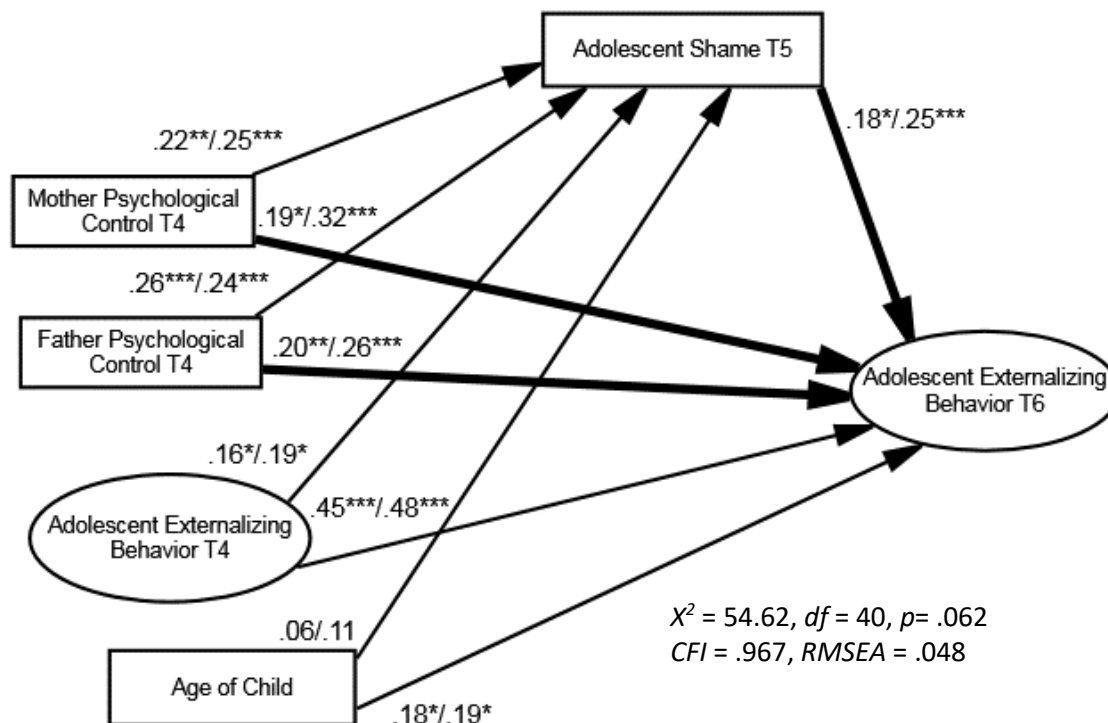 Adolescent Shame T5
.18*/.25***
.22**/.25***
Mother Psychological
Control T4
.19*/.32***
.26***/.24***
Father Psychological
Control T4
.20**/.26***
Adolescent Externalizing
Behavior T6
.16*/.19*
.45***/.48***
Adolescent Externalizing
Behavior T4
X² = 54.62, df = 40, p= .062
CFI = .967, RMSEA = .048
.06/.11
Age of Child
.18*/.19*